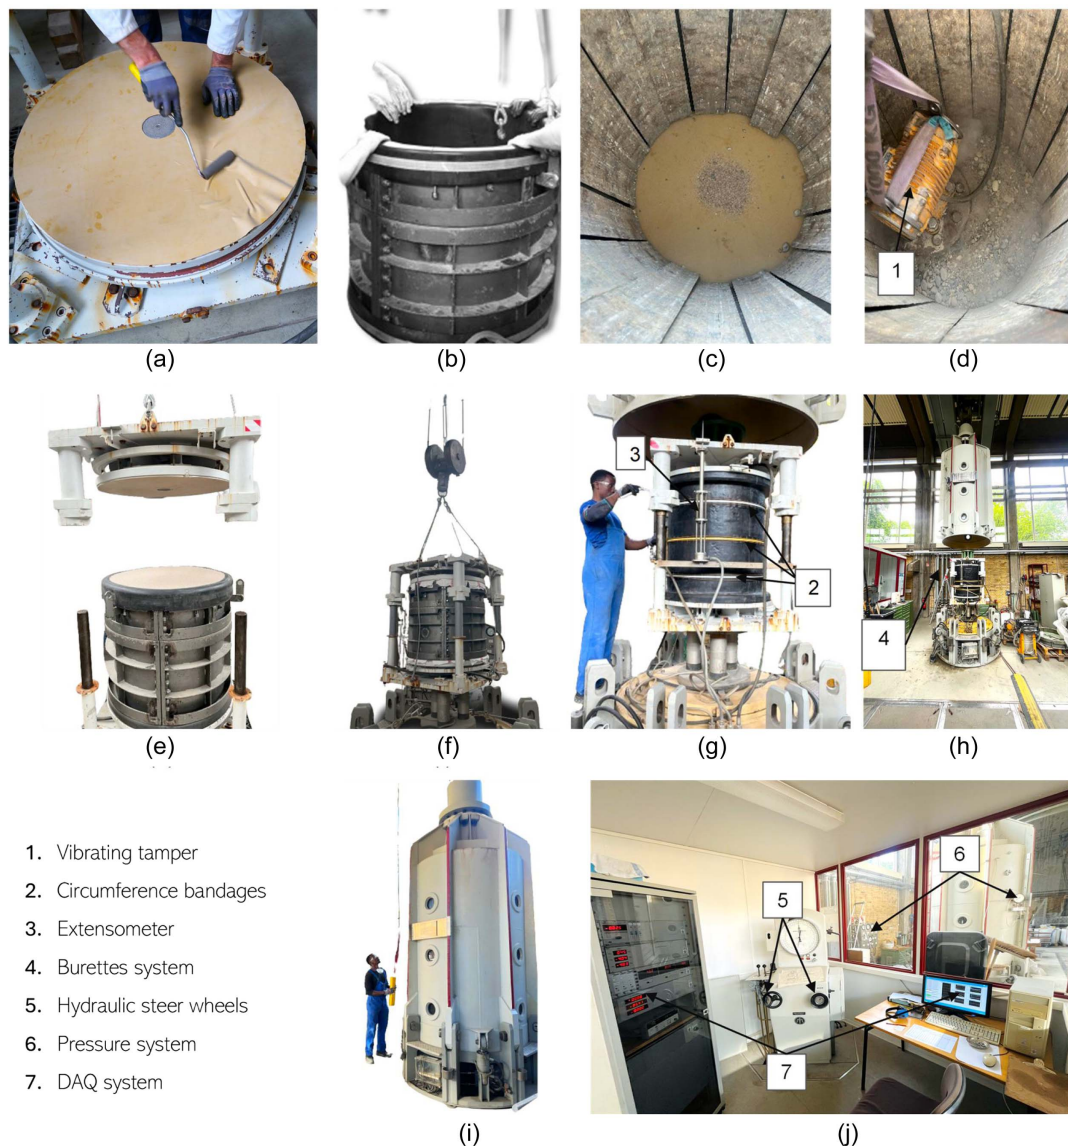 1
(a)
(b)
(c)
(d)
3
2
4
(e)
(f)
(g)
(h)
1. Vibrating tamper
2. Circumference bandages
3. Extensometer
4. Burettes system
5. Hydraulic steer wheels
6. Pressure system
7. DAQ system
6
5
7
(i)
(j)